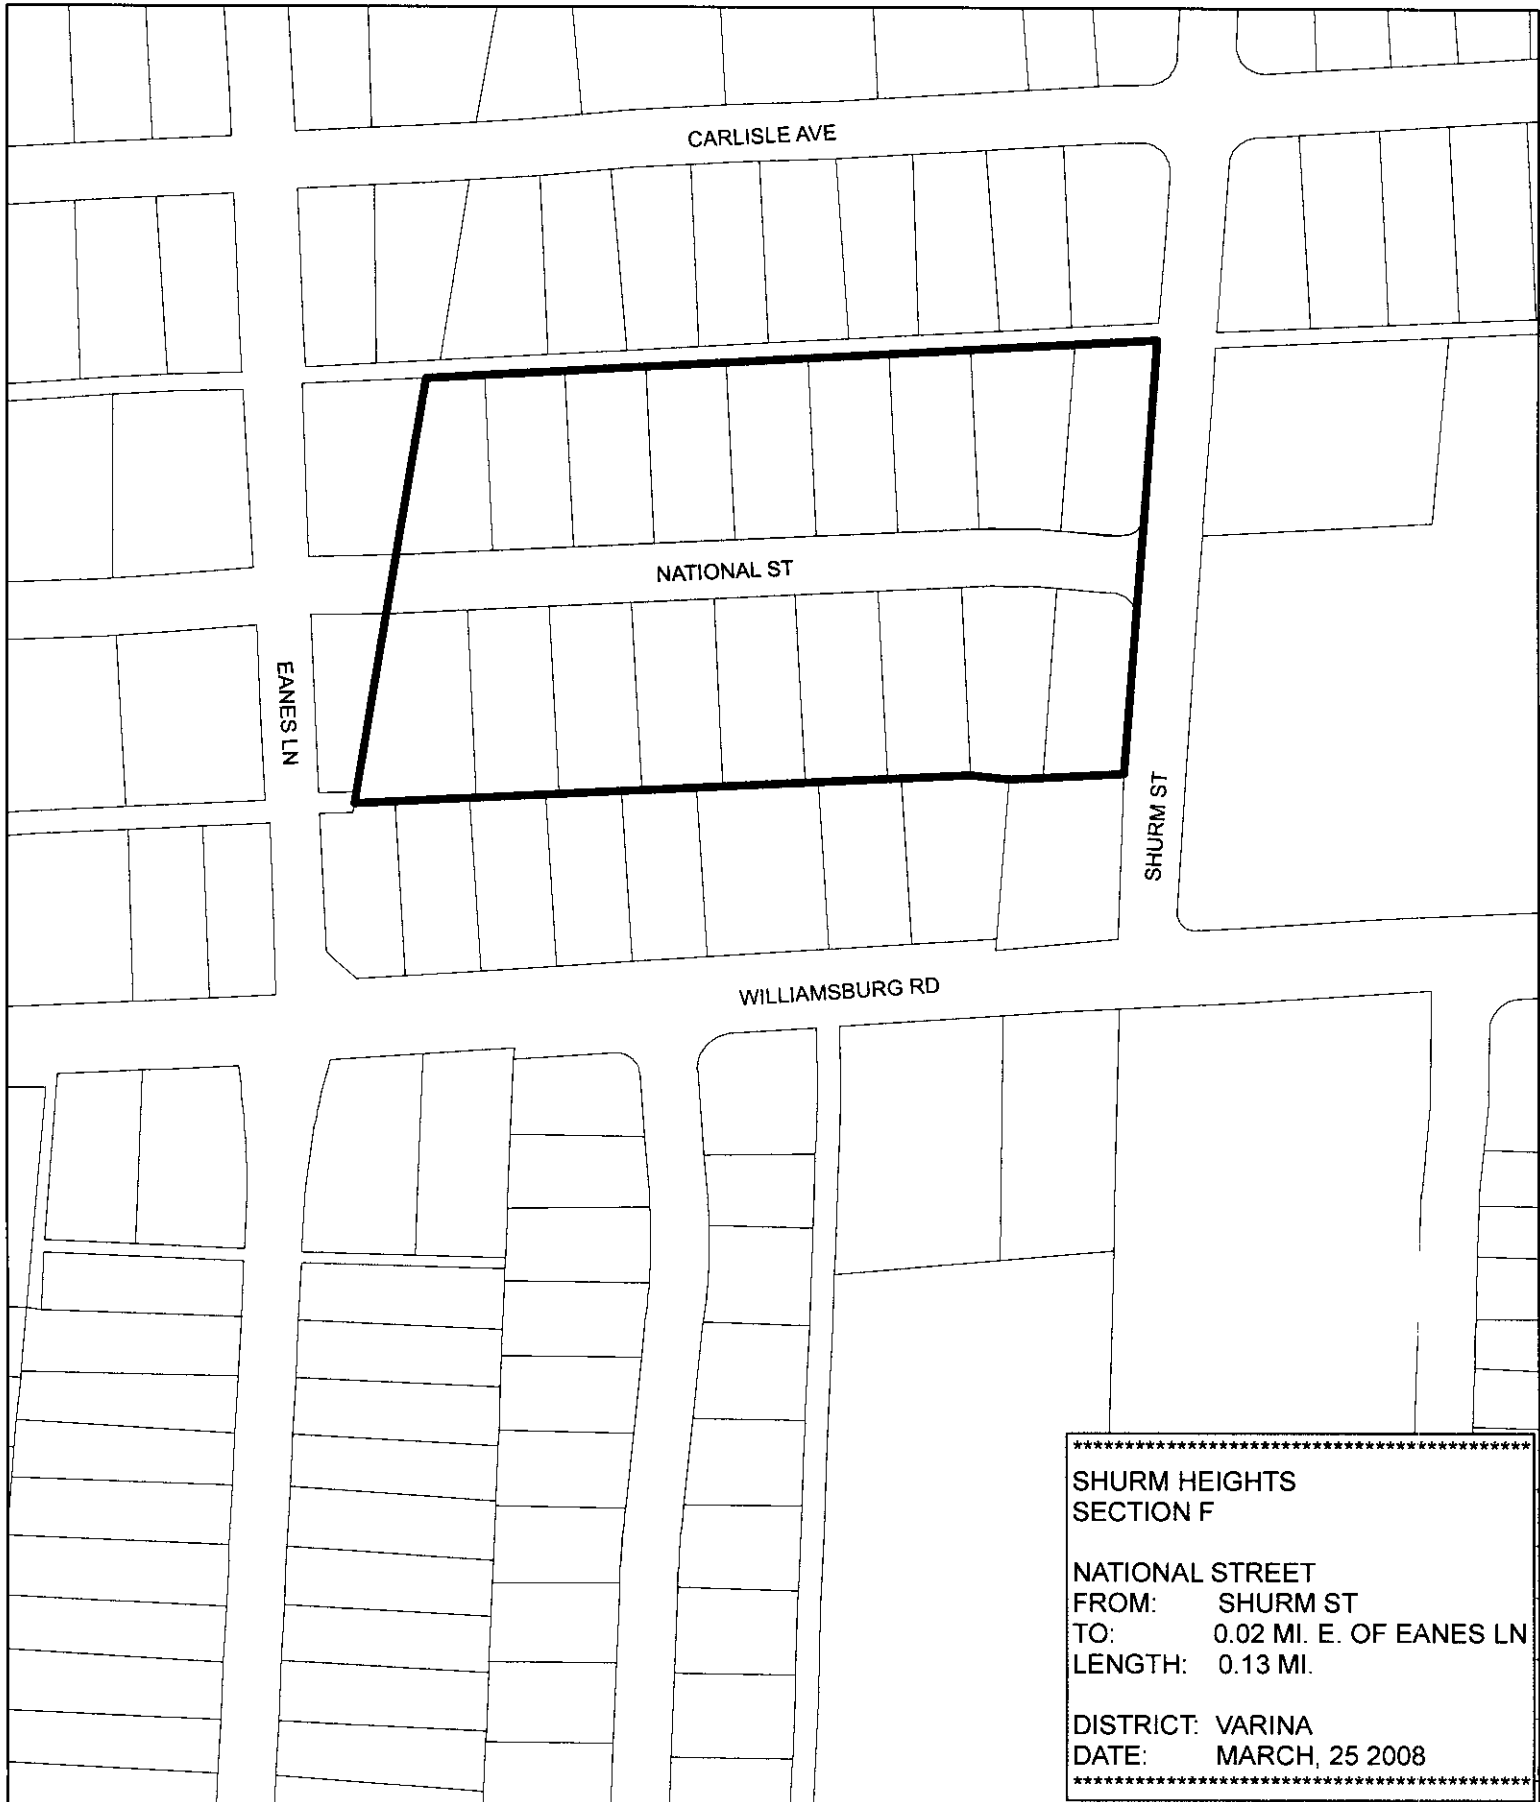 CARLISLE AVE
NATIONAL ST
EANES LN
SHURM ST
WILLIAMSBURG RD
********************************************
SHURM HEIGHTS
SECTION F
NATIONAL STREET
FROM: SHURM ST
TO: 0.02 MI. E. OF EANES LN
LENGTH: 0.13 MI.
DISTRICT: VARINA
DATE: MARCH, 25 2008
********************************************